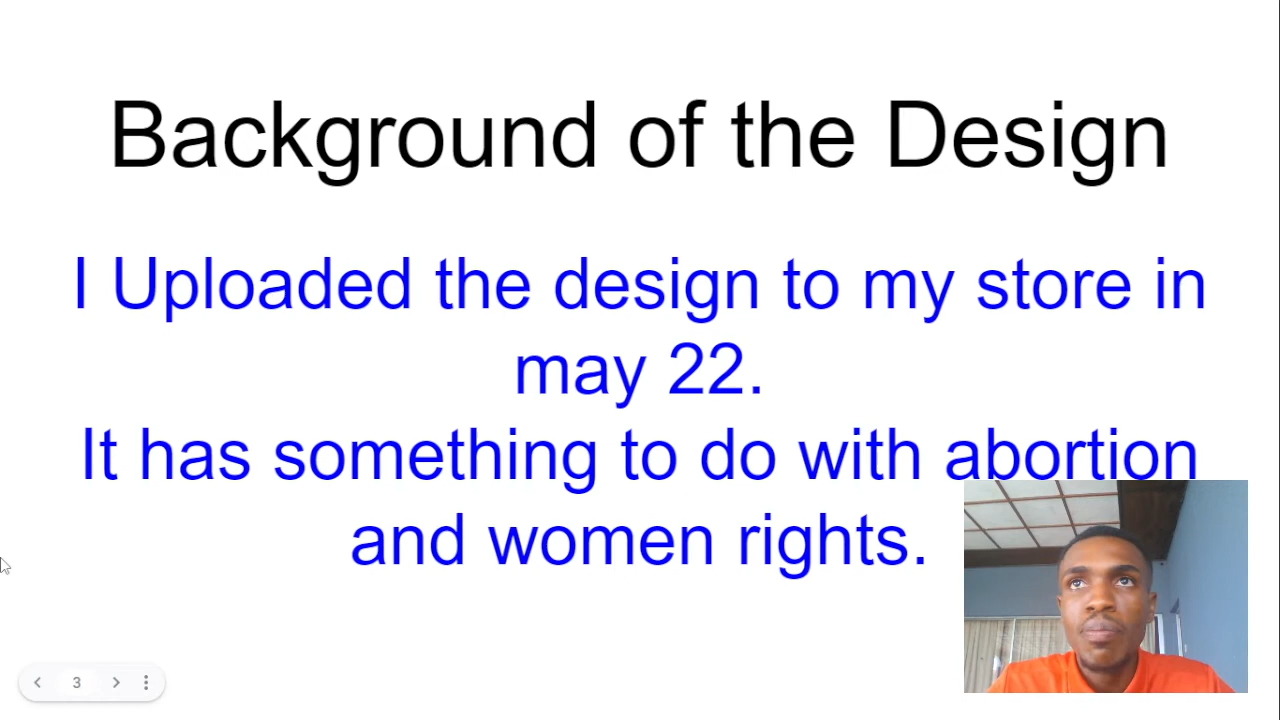 Background of the Design
I Uploaded the design to my store in
may 22.
It has something to do with abortion
and women rights.
3